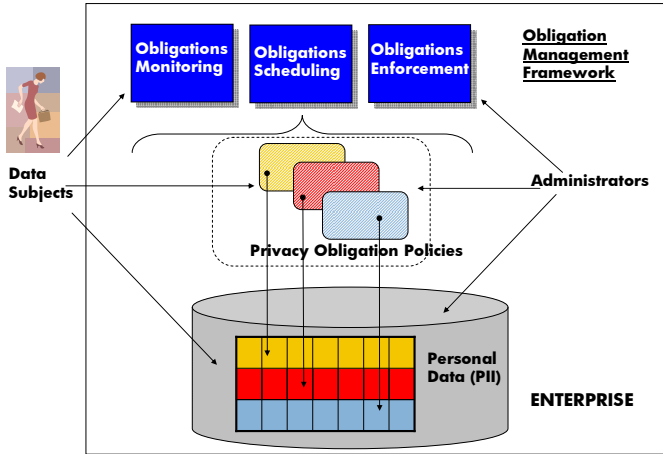 Obligations
Monitoring
Obligations
Scheduling
Obligations
Enforcement
Obligation
Management
Framework
Data
Subjects
Administrators
Privacy Obligation Policies
Personal
Data (PII)
ENTERPRISE